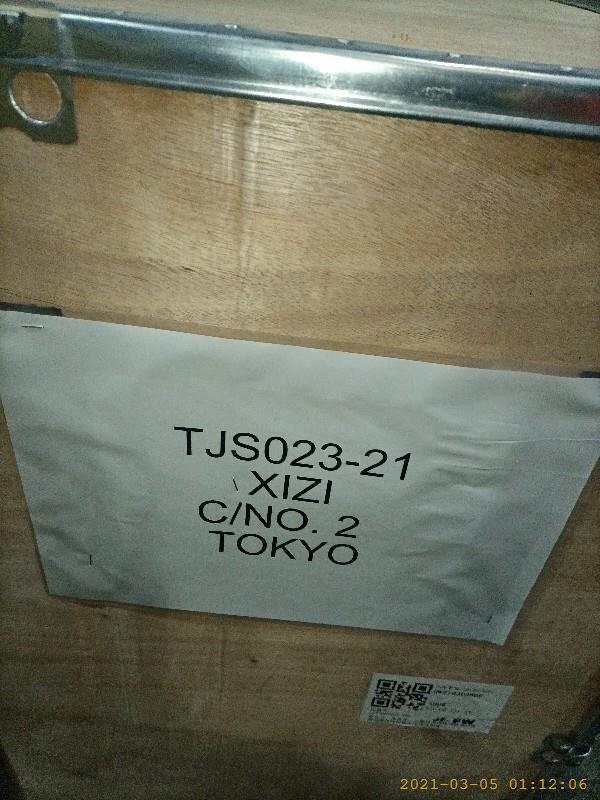 TJS023-21
XIZI
C/NO. 2
TOKYO
2021-03-05 01:12:06